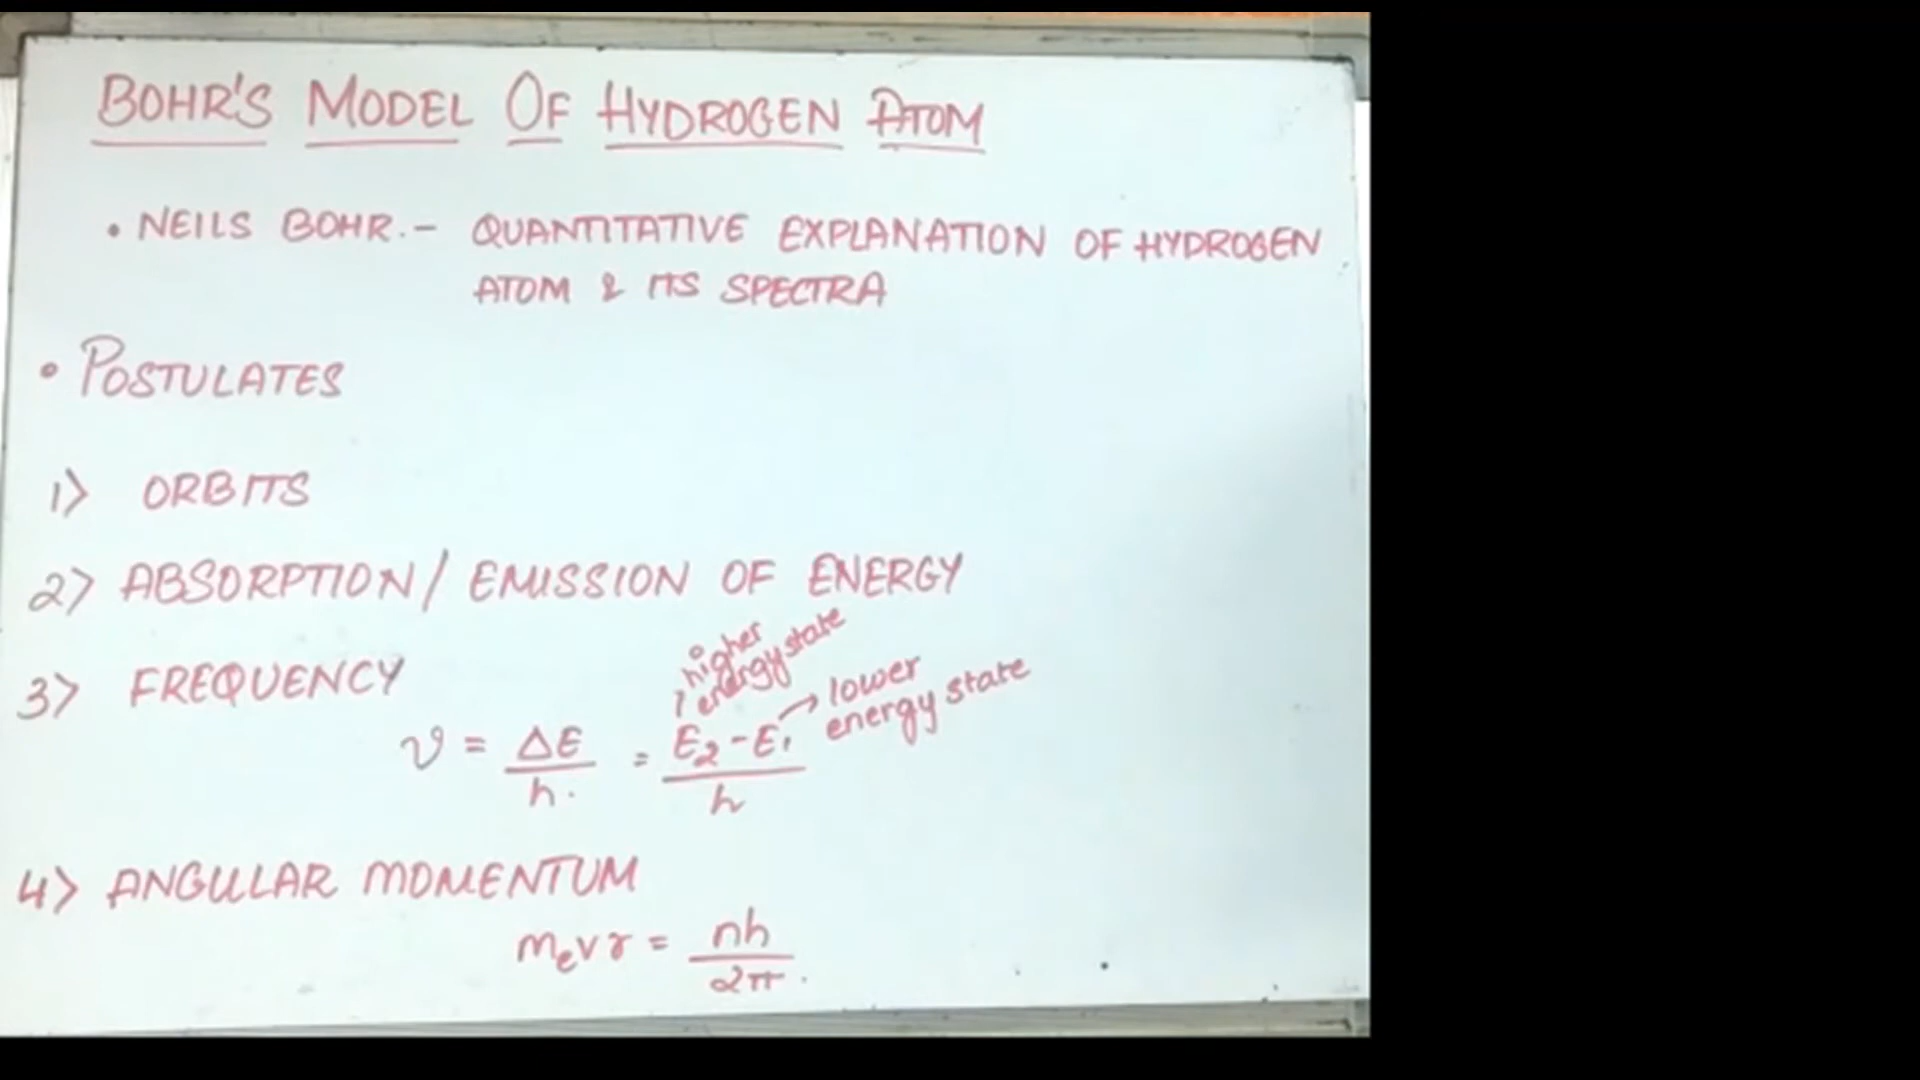 BOHR'S MODEL OF HYDROGEN ATOM
• NEILS BOHR.- QUANTITATIVE EXPLANATION OF HYDROGEN
ATOM & ITS SPECTRA
• POSTULATES
1) ORBITS
2) ABSORPTION/ EMISSION OF ENERGY
3) FREQUENCY
higher
energy state
lower
energy state
ν = ΔE/h = E₂-E₁/h
4) ANGULAR MOMENTUM
mₑvr = nh/2π